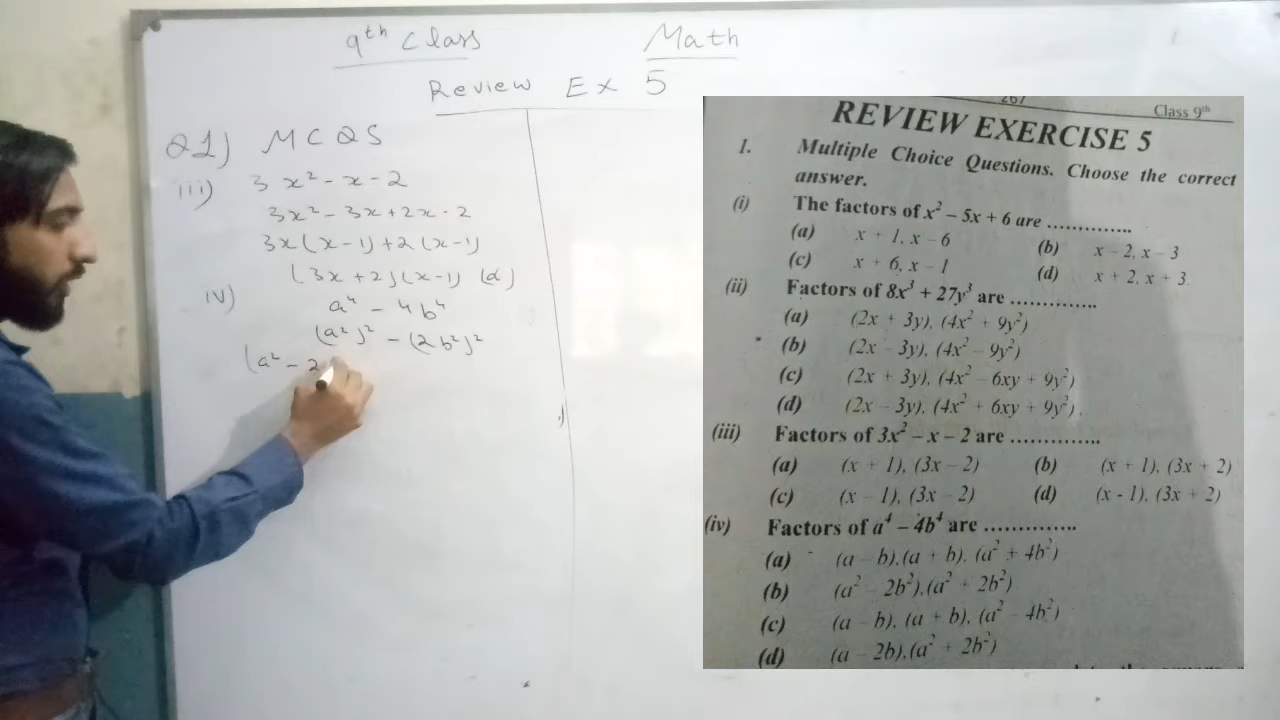 9th Class Math
Review Ex 5
Q1) MCQS
iii) 3x² - x - 2
3x² - 3x + 2x - 2
3x(x-1) + 2(x-1)
(3x+2)(x-1) (d)
iv) a⁴ - 4b⁴
(a²)² - (2b²)²
(a² - 2
267 Class 9th
REVIEW EXERCISE 5
1. Multiple Choice Questions. Choose the correct
answer.
(i) The factors of x² – 5x + 6 are ..............
(a) x + 1, x – 6 (b) x – 2, x – 3
(c) x + 6, x – 1 (d) x + 2, x + 3
(ii) Factors of 8x³ + 27y³ are ..............
(a) (2x + 3y), (4x² + 9y²)
(b) (2x – 3y), (4x² – 9y²)
(c) (2x + 3y), (4x² – 6xy + 9y²)
(d) (2x – 3y), (4x² + 6xy + 9y²).
(iii) Factors of 3x² – x – 2 are ..............
(a) (x + 1), (3x – 2) (b) (x + 1), (3x + 2)
(c) (x – 1), (3x – 2) (d) (x - 1), (3x + 2)
(iv) Factors of a⁴ – 4b⁴ are ..............
(a) (a – b),(a + b), (a² + 4b²)
(b) (a² – 2b²),(a² + 2b²)
(c) (a – b), (a + b), (a² – 4b²)
(d) (a – 2b),(a² + 2b²)